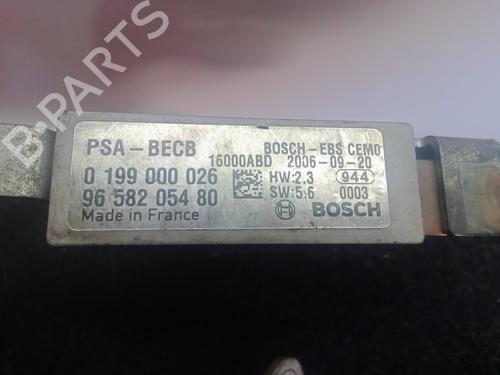 PSA-BECB BOSCH-EBS CEM0
16000ABD 2006-09-20
0 199 000 026 HW:2.3 944
96 582 054 80 SW:5.6 0003
Made in France BOSCH
B-Parts